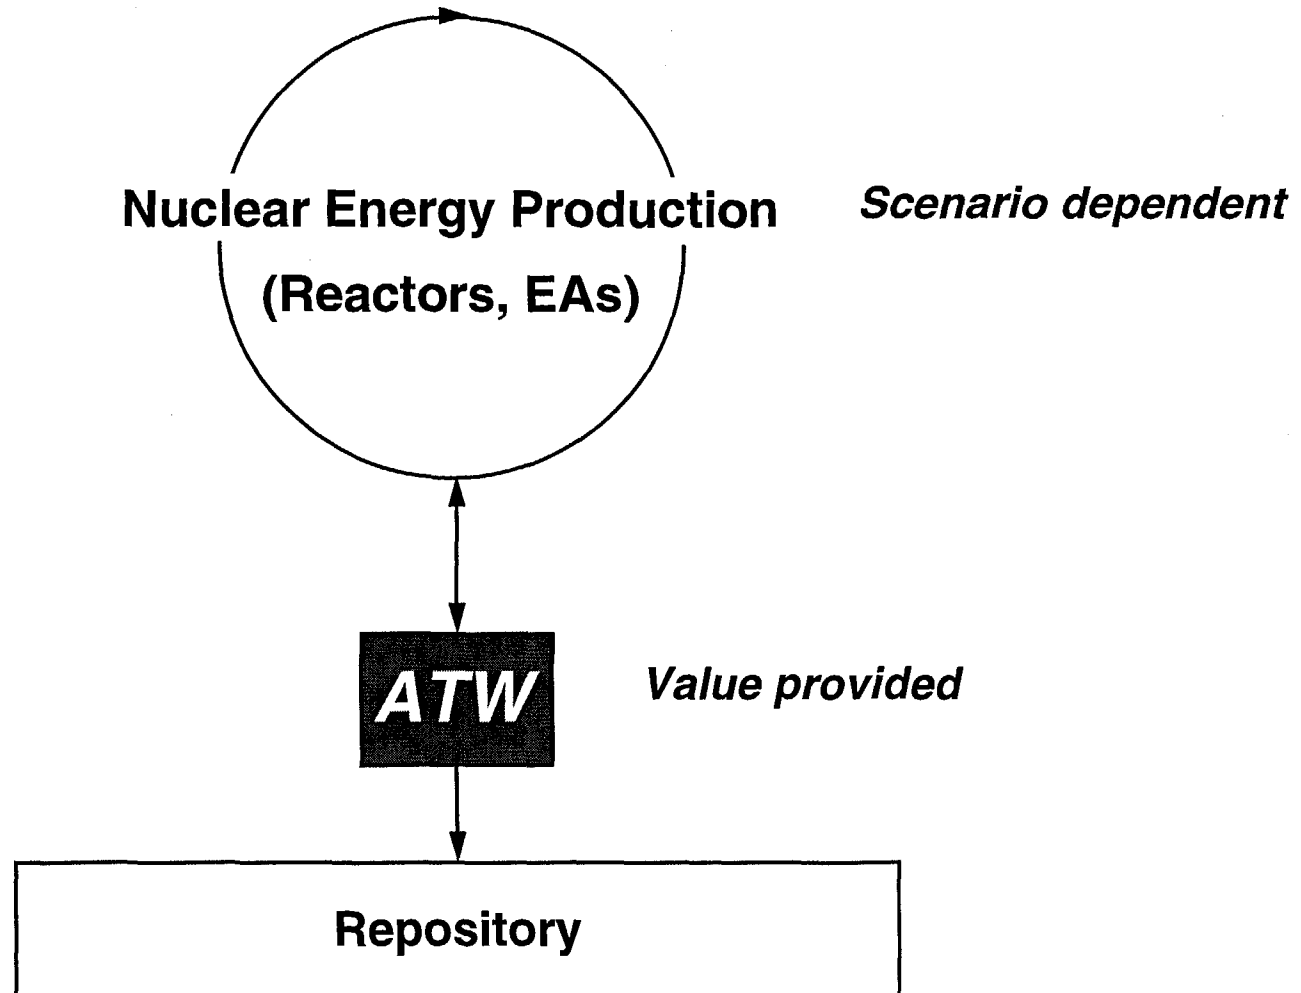 Nuclear Energy Production
Scenario dependent
(Reactors, EAs)
ATW
Value provided
Repository